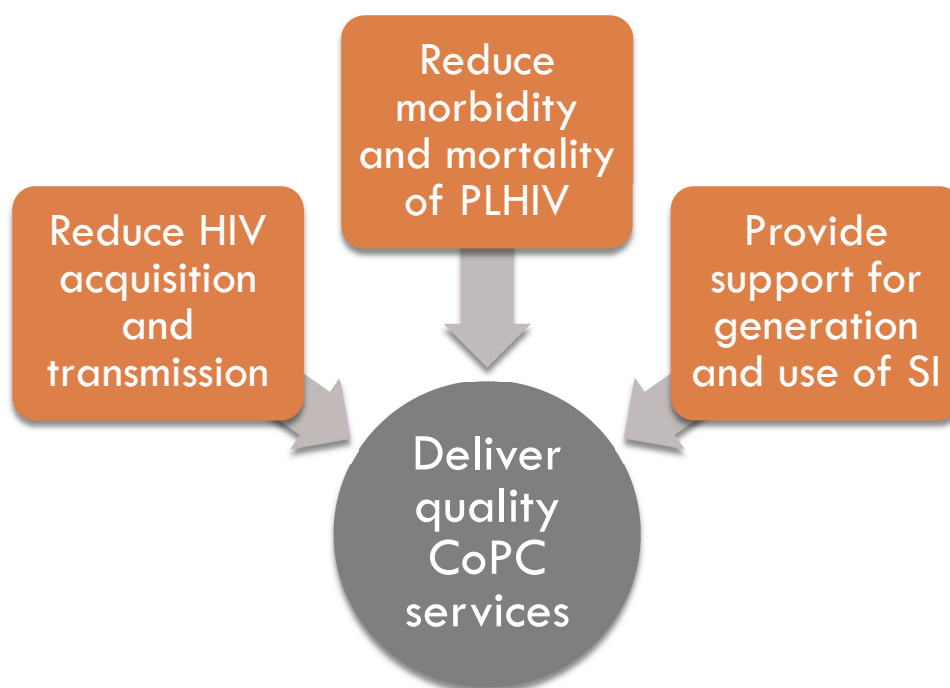 Reduce HIV
acquisition
and
transmission
Reduce
morbidity
and mortality
of PLHIV
Provide
support for
generation
and use of SI
Deliver
quality
CoPC
services